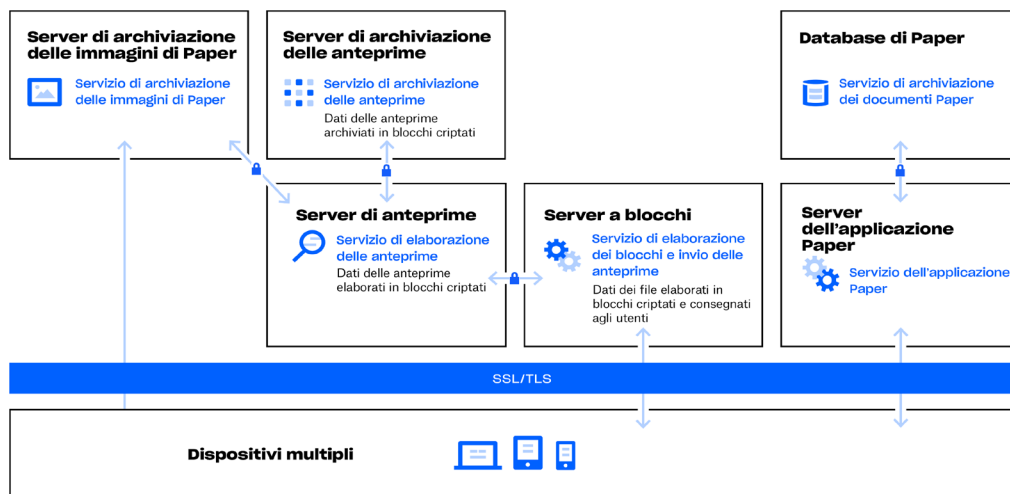 Server di archiviazione
delle immagini di Paper
Servizio di archiviazione
delle immagini di Paper
Server di archiviazione
delle anteprime
Servizio di archiviazione
delle anteprime
Dati delle anteprime
archiviati in blocchi criptati
Database di Paper
Servizio di archiviazione
dei documenti Paper
Server di anteprime
Servizio di elaborazione
delle anteprime
Dati delle anteprime
elaborati in blocchi criptati
Server a blocchi
Servizio di elaborazione
dei blocchi e invio delle
anteprime
Dati dei file elaborati in
blocchi criptati e consegnati
agli utenti
Server
dell'applicazione
Paper
Servizio dell'applicazione
Paper
SSL/TLS
Dispositivi multipli